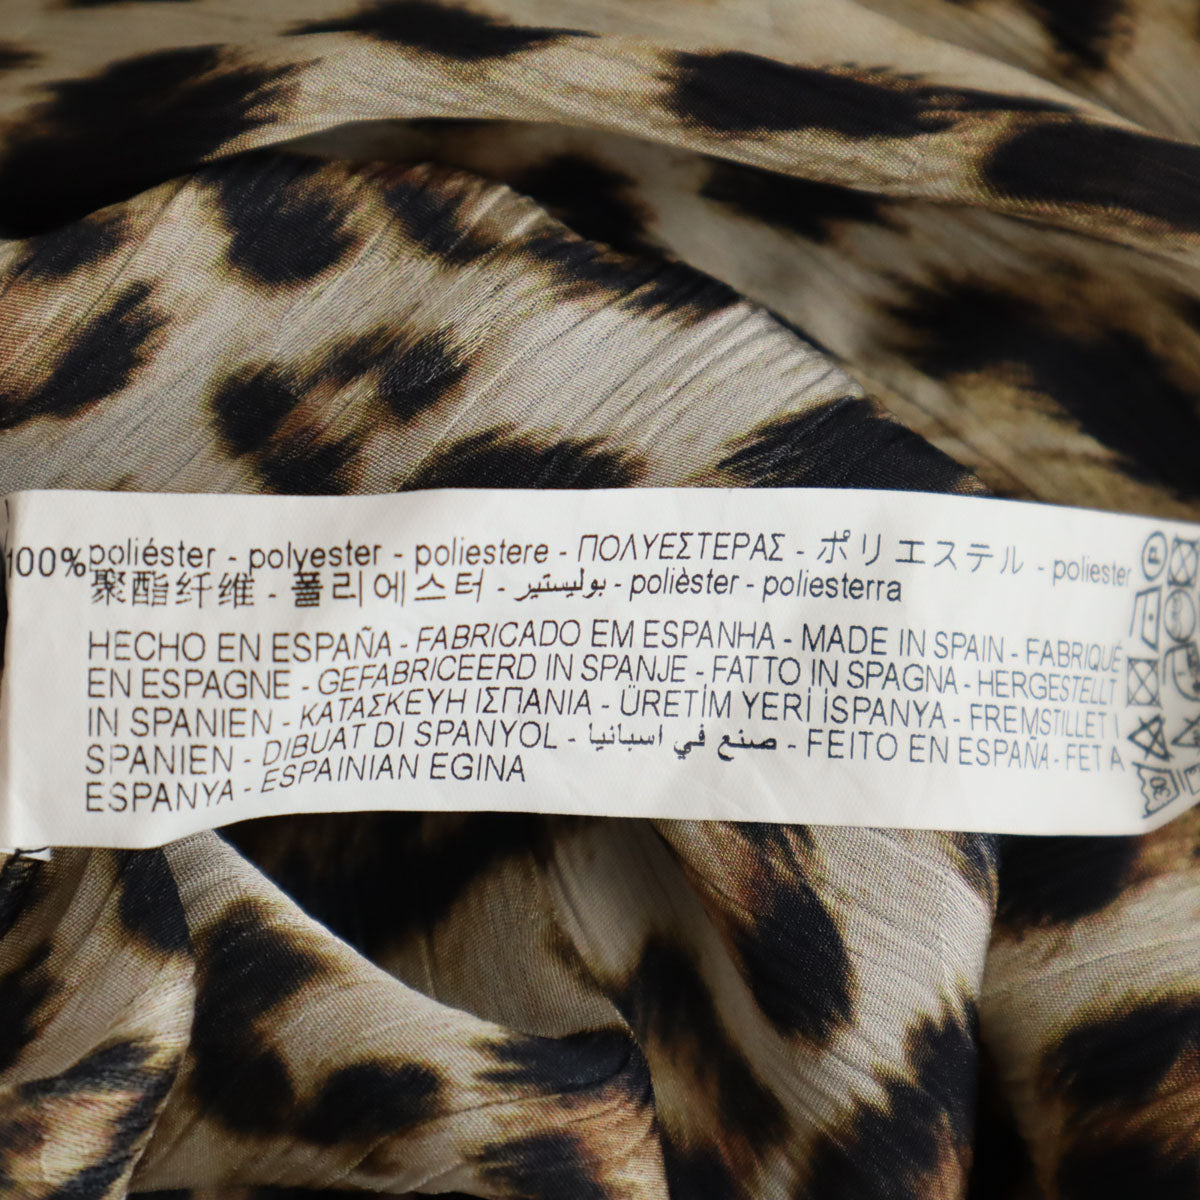 100% poliéster - polyester - poliestere - ΠΟΛΥΕΣΤΕΡΑΣ - ポリエステル - poliester
聚酯纤维 - 폴리에스터 - بوليستير - polièster - poliesterra
HECHO EN ESPAÑA - FABRICADO EM ESPANHA - MADE IN SPAIN - FABRIQUÉ
EN ESPAGNE - GEFABRICEERD IN SPANJE - FATTO IN SPAGNA - HERGESTELLT
IN SPANIEN - ΚΑΤΑΣΚΕΥΗ ΙΣΠΑΝΙΑ - ÜRETİM YERİ İSPANYA - FREMSTILLET I
SPANIEN - DIBUAT DI SPANYOL - صنع في اسبانيا - FEITO EN ESPAÑA - FET A
ESPANYA - ESPAINIAN EGINA